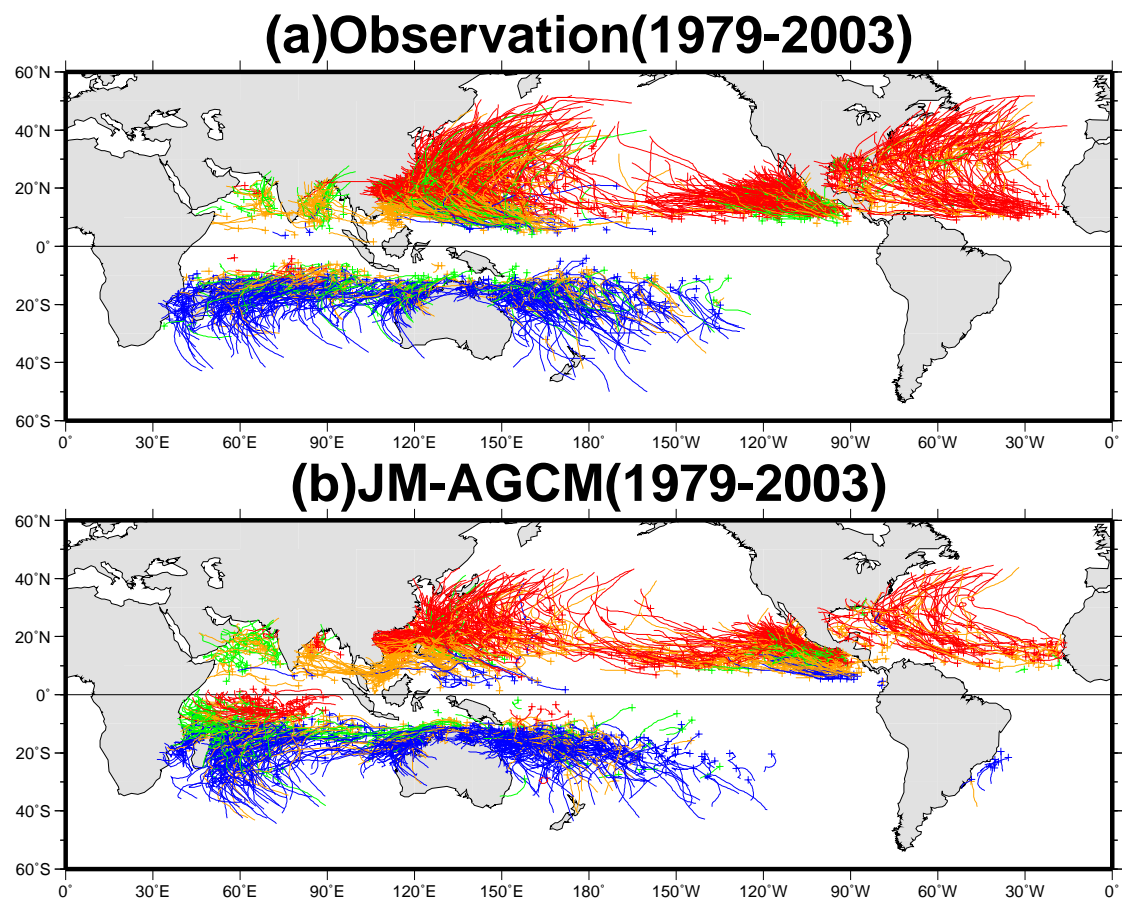 (a)Observation(1979-2003)
60˚N
40˚N
20˚N
0˚
20˚S
40˚S
60˚S
0˚ 30˚E 60˚E 90˚E 120˚E 150˚E 180˚ 150˚W 120˚W 90˚W 60˚W 30˚W 0˚
(b)JM-AGCM(1979-2003)
60˚N
40˚N
20˚N
0˚
20˚S
40˚S
60˚S
0˚ 30˚E 60˚E 90˚E 120˚E 150˚E 180˚ 150˚W 120˚W 90˚W 60˚W 30˚W 0˚